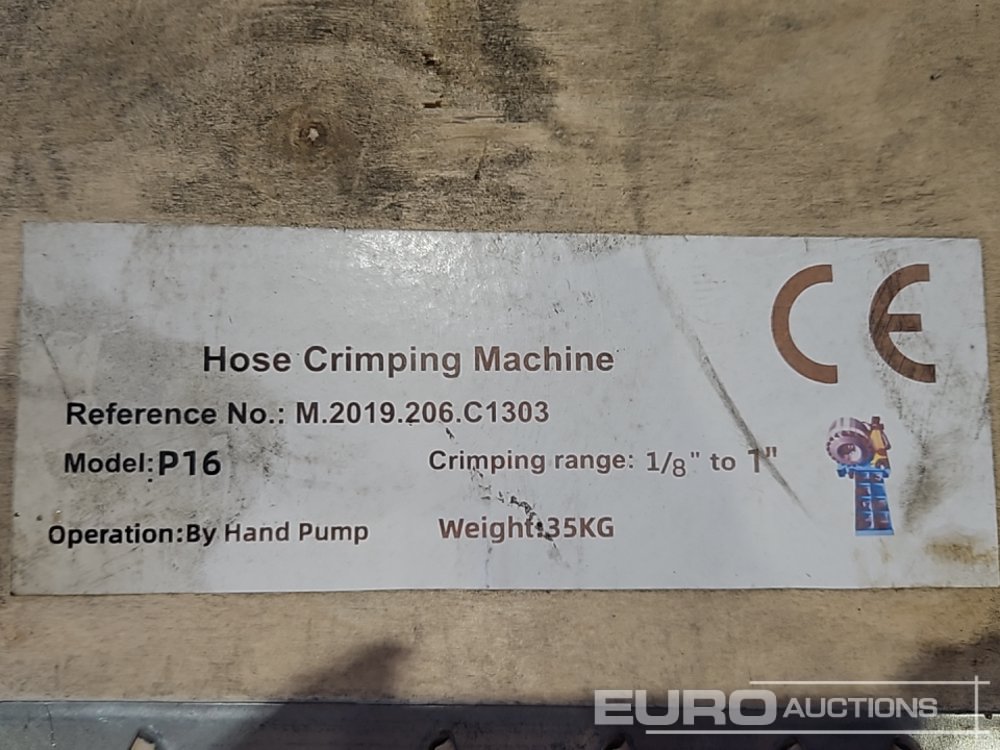 CE
Hose Crimping Machine
Reference No.: M.2019.206.C1303
Model:P16 Crimping range: 1/8" to 1"
Operation:By Hand Pump Weight:35KG
EURO AUCTIONS